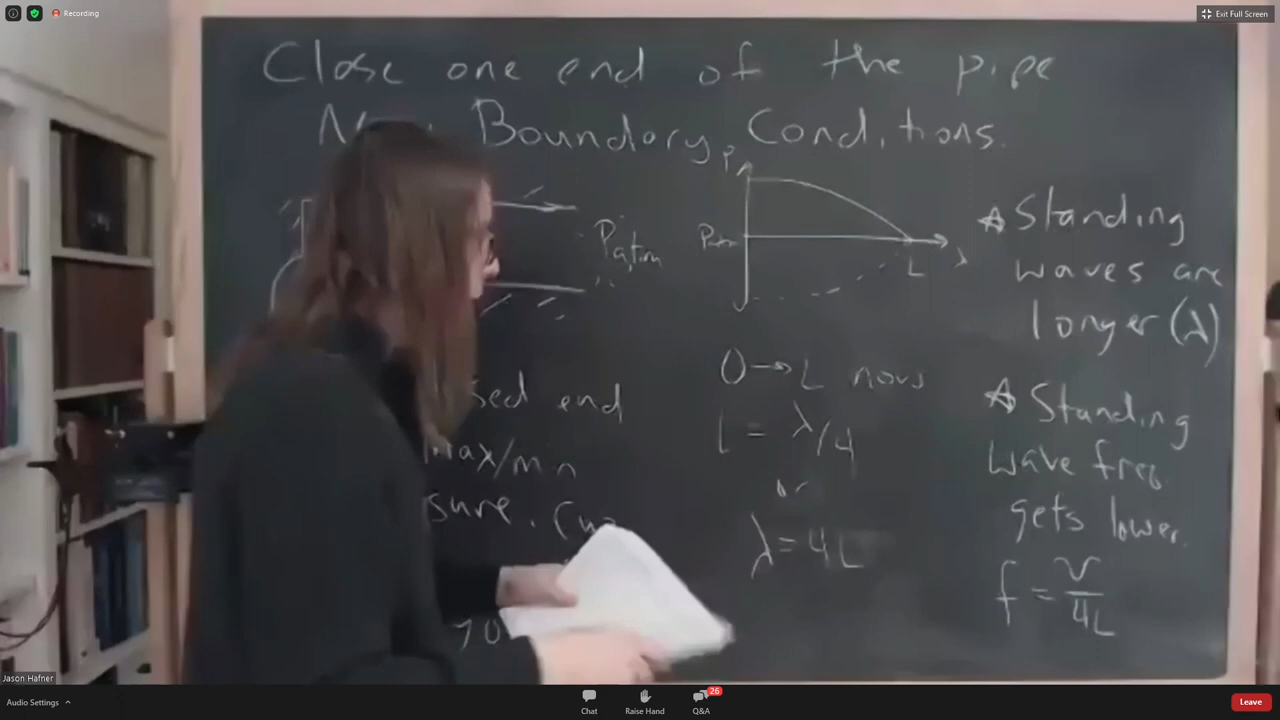 Recording
Exit Full Screen
Close one end of the pipe
Boundary Conditions.
P
Patm
Patm
L
☆ Standing
waves are
longer (λ)
0→L now
L = λ/4
or
λ=4L
☆ Standing
wave freq
gets lower.
f = v/4L
sed end
max/min
sure.
Jason Hafner
Audio Settings
Chat
Raise Hand
26
Q&A
Leave